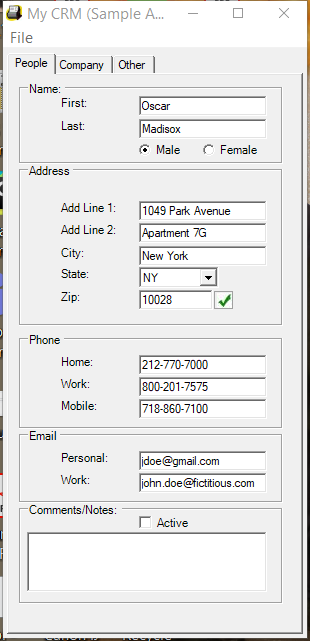 My CRM (Sample A...
File
People Company Other
Name:
First: Oscar
Last: Madisox
Male Female
Address
Add Line 1: 1049 Park Avenue
Add Line 2: Apartment 7G
City: New York
State: NY
Zip: 10028
Phone
Home: 212-770-7000
Work: 800-201-7575
Mobile: 718-860-7100
Email
Personal: jdoe@gmail.com
Work: john.doe@fictitious.com
Comments/Notes:
Active